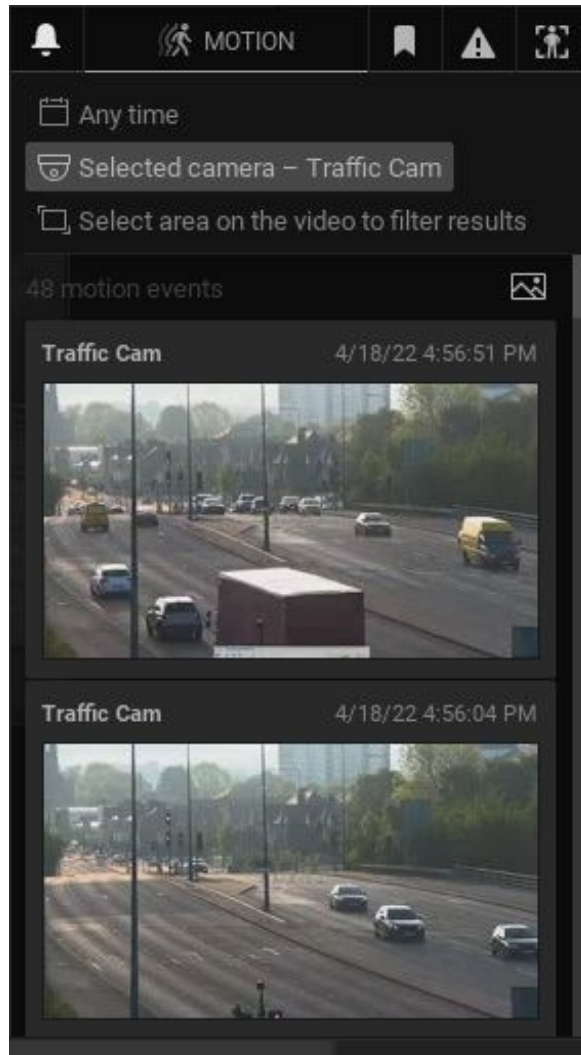 MOTION
Any time
Selected camera – Traffic Cam
Select area on the video to filter results
48 motion events
Traffic Cam 4/18/22 4:56:51 PM
Traffic Cam 4/18/22 4:56:04 PM